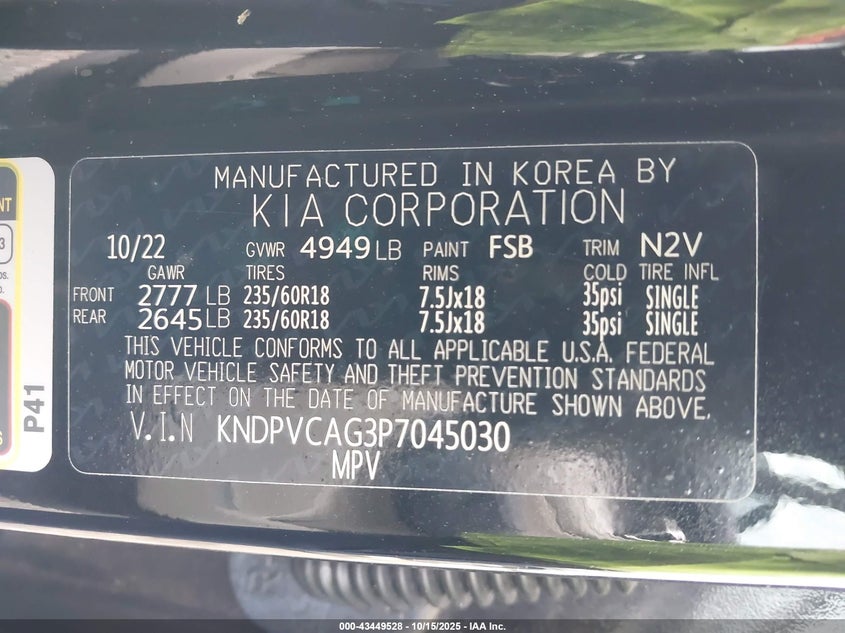 MANUFACTURED IN KOREA BY
KIA CORPORATION
10/22 GVWR 4949 LB PAINT FSB TRIM N2V
GAWR TIRES RIMS COLD TIRE INFL
FRONT 2777 LB 235/60R18 7.5Jx18 35psi SINGLE
REAR 2645 LB 235/60R18 7.5Jx18 35psi SINGLE
THIS VEHICLE CONFORMS TO ALL APPLICABLE U.S.A. FEDERAL
MOTOR VEHICLE SAFETY AND THEFT PREVENTION STANDARDS
IN EFFECT ON THE DATE OF MANUFACTURE SHOWN ABOVE.
V.I.N KNDPVCAG3P7045030
MPV
P41
000-43449528 - 10/15/2025 - IAA Inc.